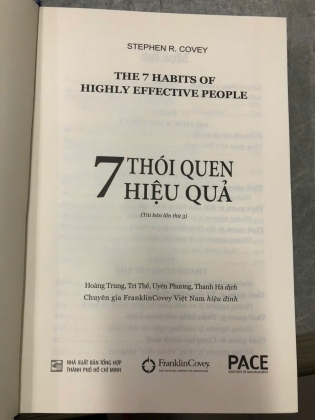 STEPHEN R. COVEY
THE 7 HABITS OF
HIGHLY EFFECTIVE PEOPLE
7 THÓI QUEN
HIỆU QUẢ
(Tái bản lần thứ 3)
Hoàng Trung, Trí Thể, Uyên Phương, Thanh Hà dịch
Chuyên gia FranklinCovey Việt Nam hiệu đính
NHÀ XUẤT BẢN TỔNG HỢP
THÀNH PHỐ HỒ CHÍ MINH
FranklinCovey
PACE